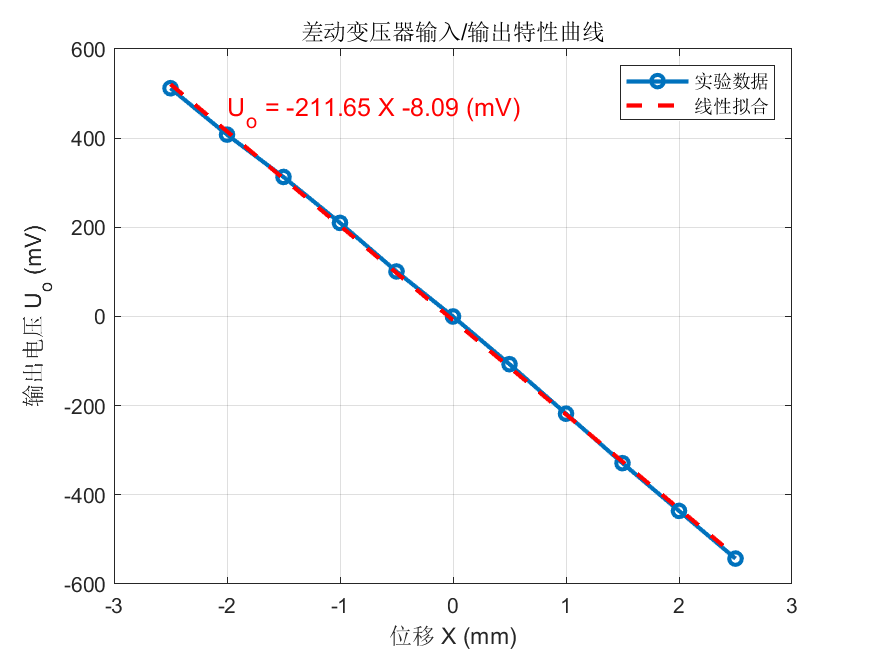 差动变压器输入/输出特性曲线
600
400
200
0
-200
-400
-600
输出电压 Uo (mV)
Uo = -211.65 X -8.09 (mV)
实验数据
线性拟合
-3 -2 -1 0 1 2 3
位移 X (mm)